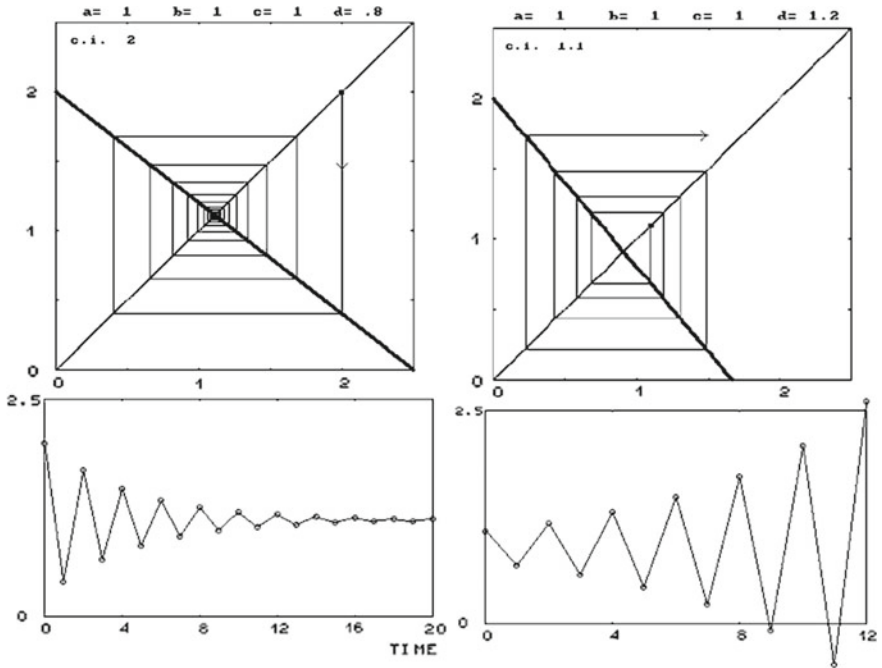 a= 1 b= 1 c= 1 d= .8
c.i. 2
2
1
0
0 1 2
2.5
0
0 4 8 12 16 20
TIME
a= 1 b= 1 c= 1 d= 1.2
c.i. 1.1
2
1
0
0 1 2
2.5
0
0 4 8 12